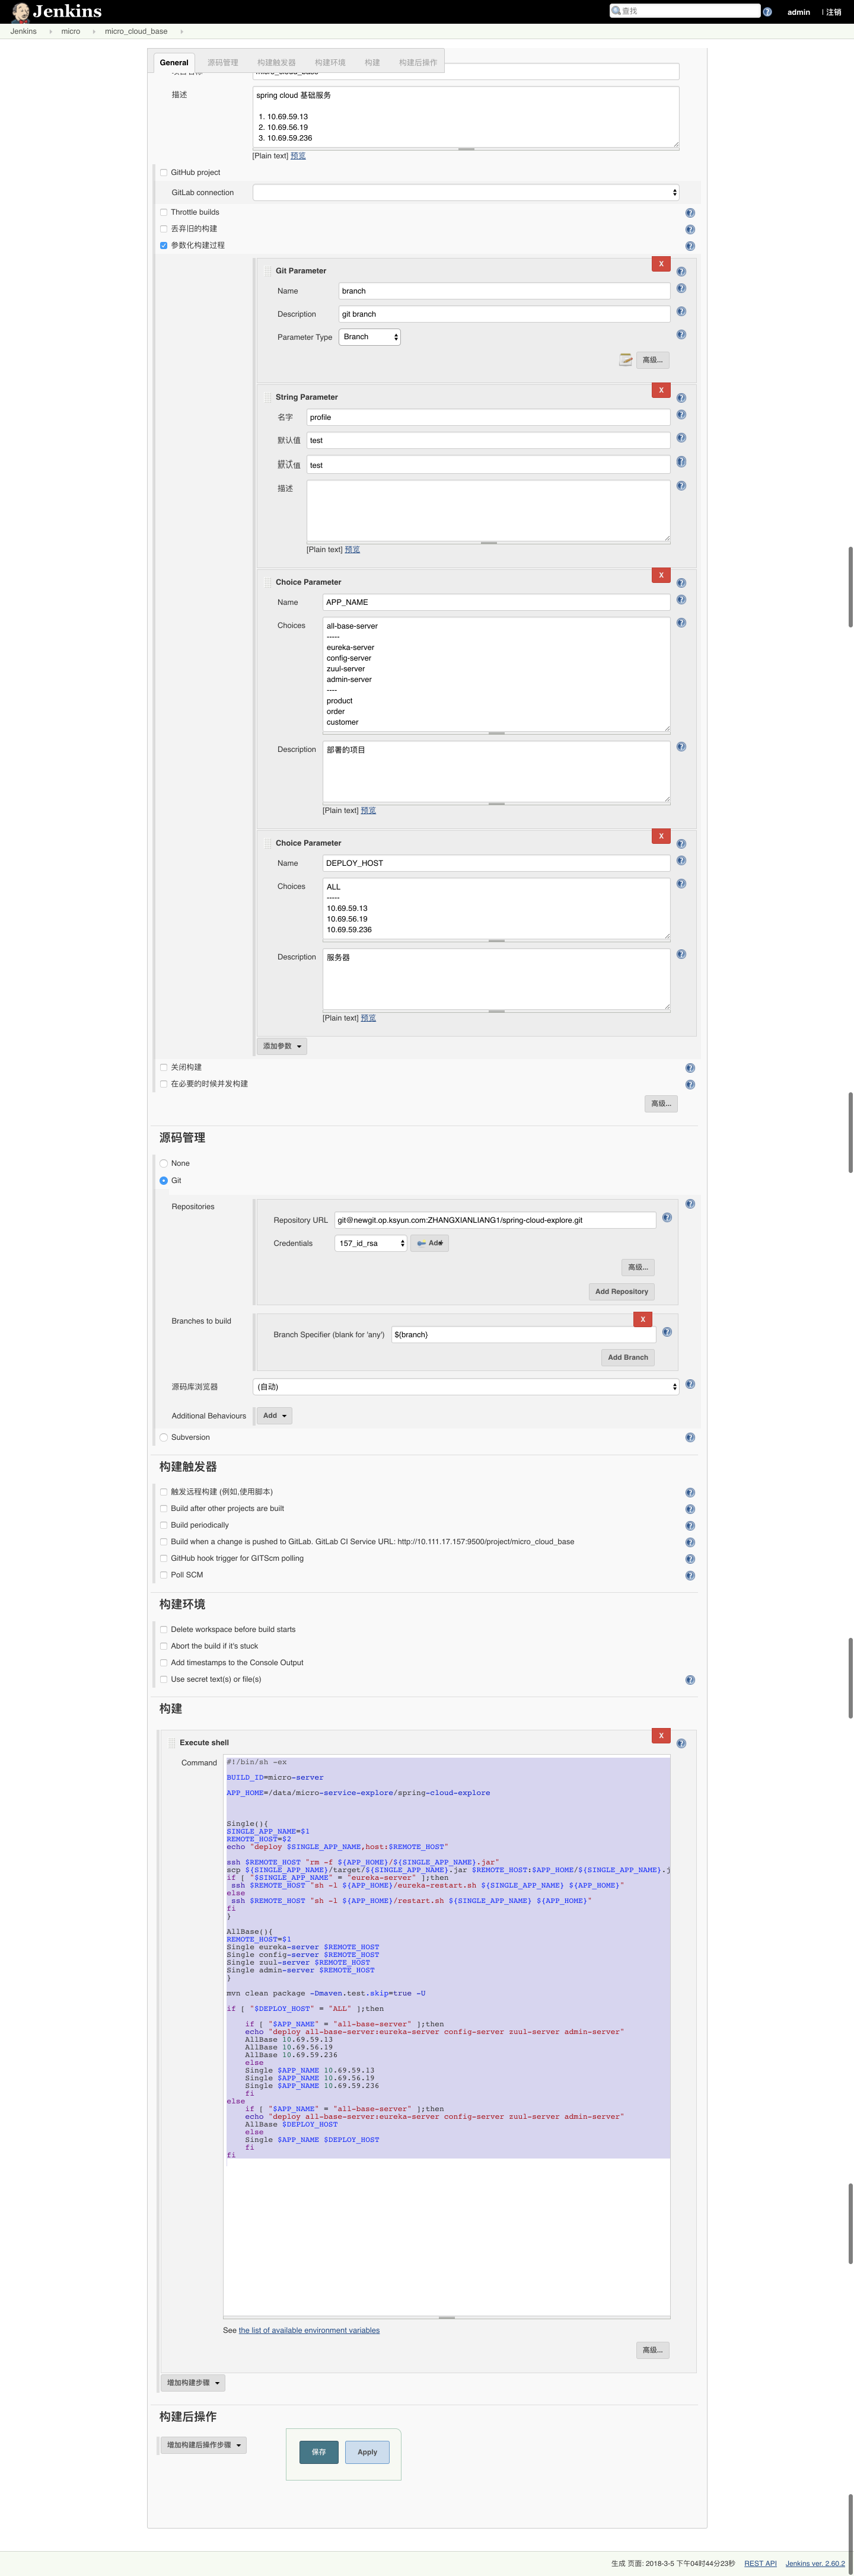 Jenkins
查找
admin
| 注销
Jenkins
micro
micro_cloud_base
General
源码管理
构建触发器
构建环境
构建
构建后操作
项目名称
micro_cloud_base
描述
spring cloud 基础服务
1. 10.69.59.13
2. 10.69.56.19
3. 10.69.59.236
[Plain text] 预览
GitHub project
GitLab connection
Throttle builds
丢弃旧的构建
参数化构建过程
X
Git Parameter
Name
branch
Description
git branch
Parameter Type
Branch
高级...
X
String Parameter
名字
profile
默认值
test
默认值
test
描述
[Plain text] 预览
X
Choice Parameter
Name
APP_NAME
Choices
all-base-server
-----
eureka-server
config-server
zuul-server
admin-server
----
product
order
customer
Description
部署的项目
[Plain text] 预览
X
Choice Parameter
Name
DEPLOY_HOST
Choices
ALL
-----
10.69.59.13
10.69.56.19
10.69.59.236
Description
服务器
[Plain text] 预览
添加参数
关闭构建
在必要的时候并发构建
高级...
源码管理
None
Git
Repositories
Repository URL
git@newgit.op.ksyun.com:ZHANGXIANLIANG1/spring-cloud-explore.git
Credentials
157_id_rsa
Add
高级...
Add Repository
Branches to build
X
Branch Specifier (blank for 'any')
${branch}
Add Branch
源码库浏览器
(自动)
Additional Behaviours
Add
Subversion
构建触发器
触发远程构建 (例如,使用脚本)
Build after other projects are built
Build periodically
Build when a change is pushed to GitLab. GitLab CI Service URL: http://10.111.17.157:9500/project/micro_cloud_base
GitHub hook trigger for GITScm polling
Poll SCM
构建环境
Delete workspace before build starts
Abort the build if it's stuck
Add timestamps to the Console Output
Use secret text(s) or file(s)
构建
X
Execute shell
Command
#!/bin/sh -ex
BUILD_ID=micro-server
APP_HOME=/data/micro-service-explore/spring-cloud-explore
Single(){
SINGLE_APP_NAME=$1
REMOTE_HOST=$2
echo "deploy $SINGLE_APP_NAME,host:$REMOTE_HOST"
ssh $REMOTE_HOST "rm -f ${APP_HOME}/${SINGLE_APP_NAME}.jar"
scp ${SINGLE_APP_NAME}/target/${SINGLE_APP_NAME}.jar $REMOTE_HOST:$APP_HOME/${SINGLE_APP_NAME}.j
if [ "$SINGLE_APP_NAME" = "eureka-server" ];then
ssh $REMOTE_HOST "sh -l ${APP_HOME}/eureka-restart.sh ${SINGLE_APP_NAME} ${APP_HOME}"
else
ssh $REMOTE_HOST "sh -l ${APP_HOME}/restart.sh ${SINGLE_APP_NAME} ${APP_HOME}"
fi
}
AllBase(){
REMOTE_HOST=$1
Single eureka-server $REMOTE_HOST
Single config-server $REMOTE_HOST
Single zuul-server $REMOTE_HOST
Single admin-server $REMOTE_HOST
}
mvn clean package -Dmaven.test.skip=true -U
if [ "$DEPLOY_HOST" = "ALL" ];then
if [ "$APP_NAME" = "all-base-server" ];then
echo "deploy all-base-server:eureka-server config-server zuul-server admin-server"
AllBase 10.69.59.13
AllBase 10.69.56.19
AllBase 10.69.59.236
else
Single $APP_NAME 10.69.59.13
Single $APP_NAME 10.69.56.19
Single $APP_NAME 10.69.59.236
fi
else
if [ "$APP_NAME" = "all-base-server" ];then
echo "deploy all-base-server:eureka-server config-server zuul-server admin-server"
AllBase $DEPLOY_HOST
else
Single $APP_NAME $DEPLOY_HOST
fi
fi
See the list of available environment variables
高级...
增加构建步骤
构建后操作
增加构建后操作步骤
保存
Apply
生成 页面: 2018-3-5 下午04时44分23秒
REST API
Jenkins ver. 2.60.2